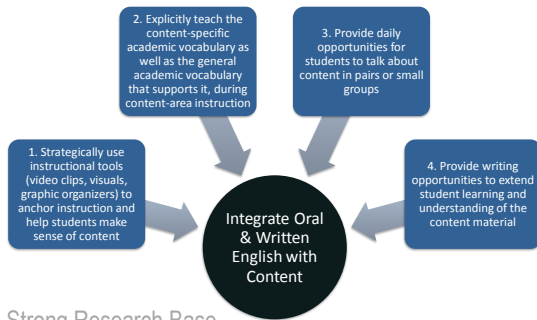 1. Strategically use
instructional tools
(video clips, visuals,
graphic organizers) to
anchor instruction and
help students make
sense of content
2. Explicitly teach the
content-specific
academic vocabulary as
well as the general
academic vocabulary
that supports it, during
content-area instruction
3. Provide daily
opportunities for
students to talk about
content in pairs or small
groups
4. Provide writing
opportunities to extend
student learning and
understanding of the
content material
Integrate Oral
& Written
English with
Content
Strong Research Base